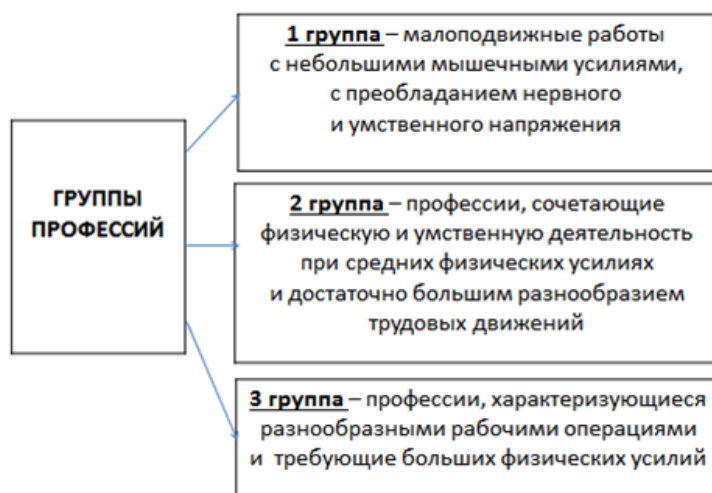 1 группа – малоподвижные работы
с небольшими мышечными усилиями,
с преобладанием нервного
и умственного напряжения
ГРУППЫ
ПРОФЕССИЙ
2 группа – профессии, сочетающие
физическую и умственную деятельность
при средних физических усилиях
и достаточно большим разнообразием
трудовых движений
3 группа – профессии, характеризующиеся
разнообразными рабочими операциями
и требующие больших физических усилий